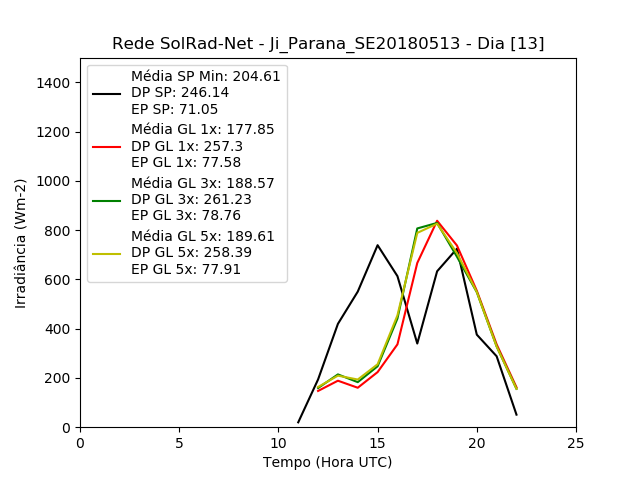 Rede SolRad-Net - Ji_Parana_SE20180513 - Dia [13]
Irradiância (Wm-2)
1400
1200
1000
800
600
400
200
0
Média SP Min: 204.61
DP SP: 246.14
EP SP: 71.05
Média GL 1x: 177.85
DP GL 1x: 257.3
EP GL 1x: 77.58
Média GL 3x: 188.57
DP GL 3x: 261.23
EP GL 3x: 78.76
Média GL 5x: 189.61
DP GL 5x: 258.39
EP GL 5x: 77.91
0 5 10 15 20 25
Tempo (Hora UTC)